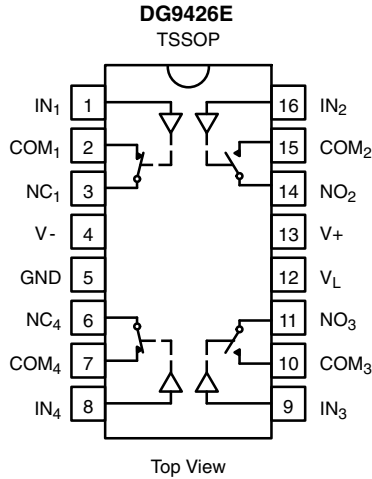 DG9426E
TSSOP
IN1 1 16 IN2
COM1 2 15 COM2
NC1 3 14 NO2
V- 4 13 V+
GND 5 12 VL
NC4 6 11 NO3
COM4 7 10 COM3
IN4 8 9 IN3
Top View